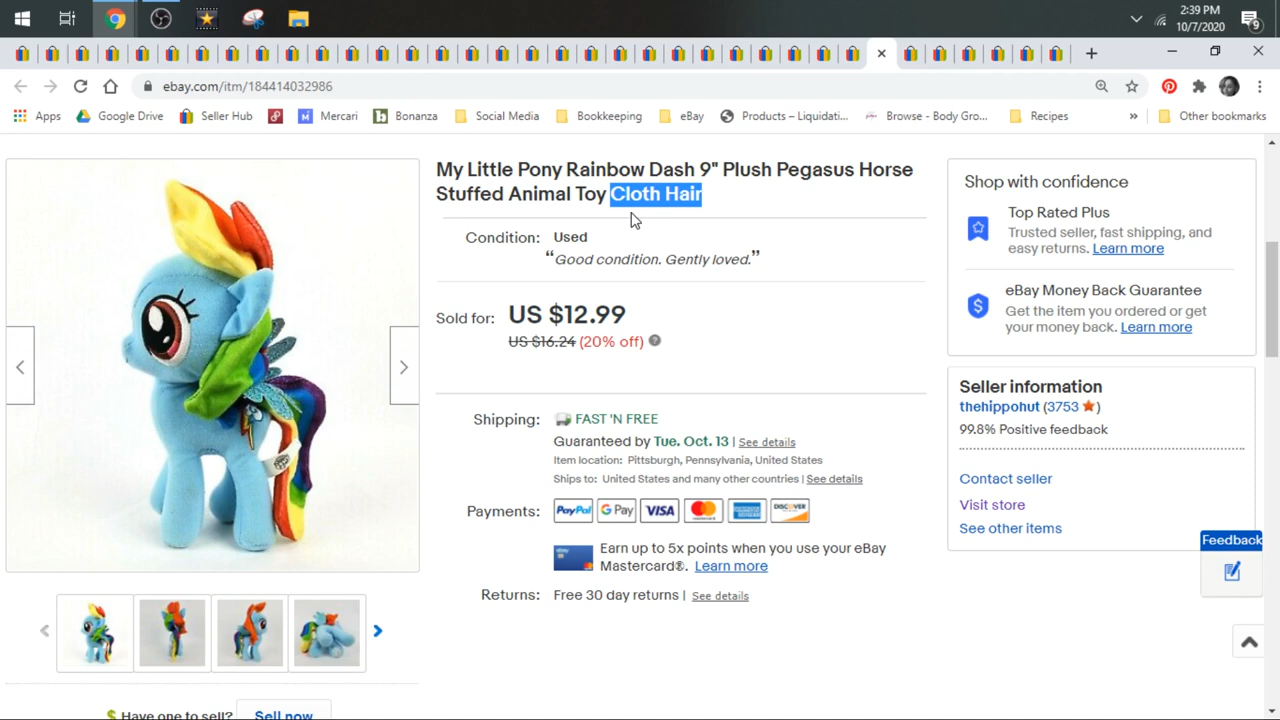 2:39 PM
10/7/2020
9
ebay.com/itm/184414032986
Apps
Google Drive
Seller Hub
Mercari
Bonanza
Social Media
Bookkeeping
eBay
Products – Liquidati...
Browse - Body Gro...
Recipes
»
Other bookmarks
My Little Pony Rainbow Dash 9" Plush Pegasus Horse
Stuffed Animal Toy Cloth Hair
Condition: Used
“Good condition. Gently loved.”
Sold for: US $12.99
US $16.24 (20% off)
Shipping: FAST 'N FREE
Guaranteed by Tue. Oct. 13 | See details
Item location: Pittsburgh, Pennsylvania, United States
Ships to: United States and many other countries | See details
Payments: PayPal G Pay VISA MasterCard AMERICAN EXPRESS DISCOVER
Earn up to 5x points when you use your eBay
Mastercard®. Learn more
Returns: Free 30 day returns | See details
Have one to sell? Sell now
Shop with confidence
Top Rated Plus
Trusted seller, fast shipping, and
easy returns. Learn more
eBay Money Back Guarantee
Get the item you ordered or get
your money back. Learn more
Seller information
thehippohut (3753 )
99.8% Positive feedback
Contact seller
Visit store
See other items
Feedback